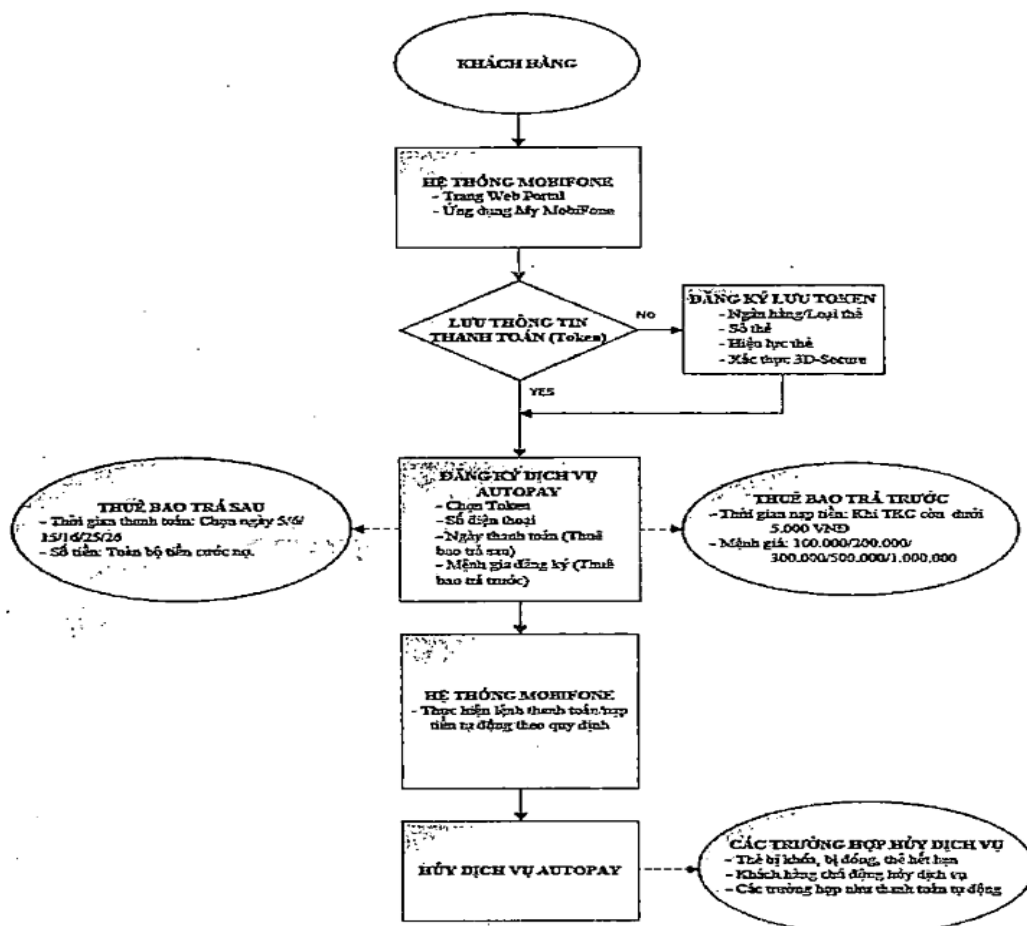 KHÁCH HÀNG
HỆ THỐNG MOBIFONE
- Trang Web Portal
- Ứng dụng My MobiFone
LƯU THÔNG TIN
THANH TOÁN (Token)
NO
ĐĂNG KÝ LƯU TOKEN
- Ngân hàng/Loại thẻ
- Số thẻ
- Hiệu lực thẻ
- Xác thực 3D-Secure
YES
THUÊ BAO TRẢ SAU
- Thời gian thanh toán: Chọn ngày 5/6/
15/16/25/26
- Số tiền: Toàn bộ tiền cước nợ.
ĐĂNG KÝ DỊCH VỤ
AUTOPAY
- Chọn Token
- Số điện thoại
- Ngày thanh toán (Thuê
bao trả sau)
- Mệnh giá đăng ký (Thuê
bao trả trước)
THUÊ BAO TRẢ TRƯỚC
- Thời gian nạp tiền: Khi TKC còn dưới
5.000 VNĐ
- Mệnh giá: 100.000/200.000/
300.000/500.000/1.000.000
HỆ THỐNG MOBIFONE
- Thực hiện lệnh thanh toán/nạp
tiền tự động theo quy định
HỦY DỊCH VỤ AUTOPAY
CÁC TRƯỜNG HỢP HỦY DỊCH VỤ
- Thẻ bị khóa, bị đóng, thẻ hết hạn
- Khách hàng chủ động hủy dịch vụ
- Các trường hợp như thanh toán tự động